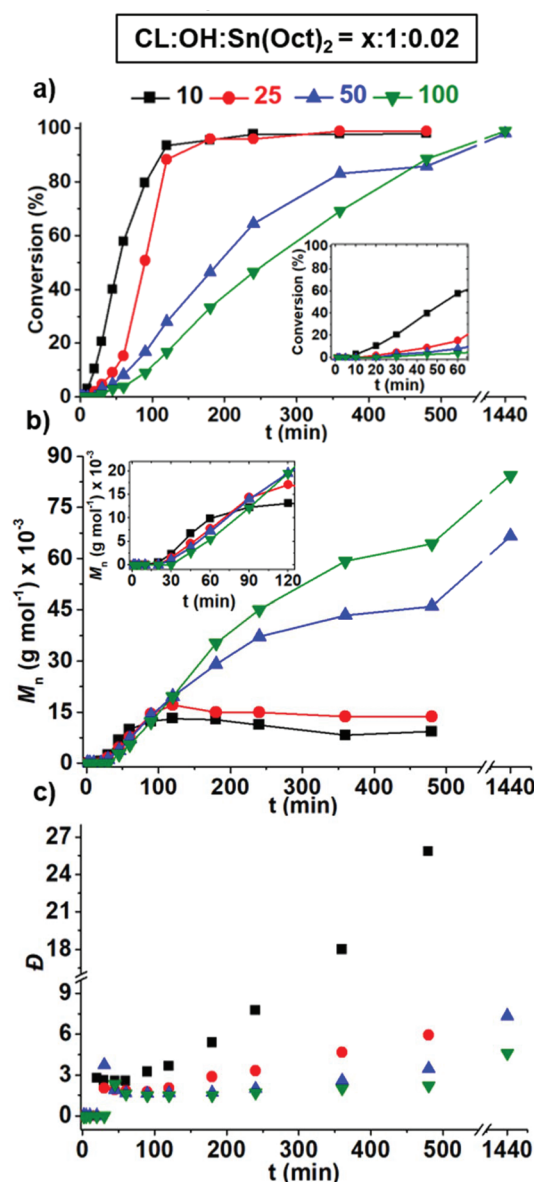 CL:OH:Sn(Oct)₂ = x:1:0.02
a)
10 25 50 100
100
80
60
40
20
0
Conversion (%)
100
80
60
40
20
0
Conversion (%)
0 10 20 30 40 50 60
t (min)
0 100 200 300 400 500 1440
t (min)
b)
90
75
60
45
30
15
0
Mn (g mol⁻¹) x 10⁻³
20
15
10
5
0
Mn (g mol⁻¹) x 10⁻³
0 30 60 90 120
t (min)
0 100 200 300 400 500 1440
t (min)
c)
27
24
21
18
9
6
3
0
Đ
0 100 200 300 400 500 1440
t (min)